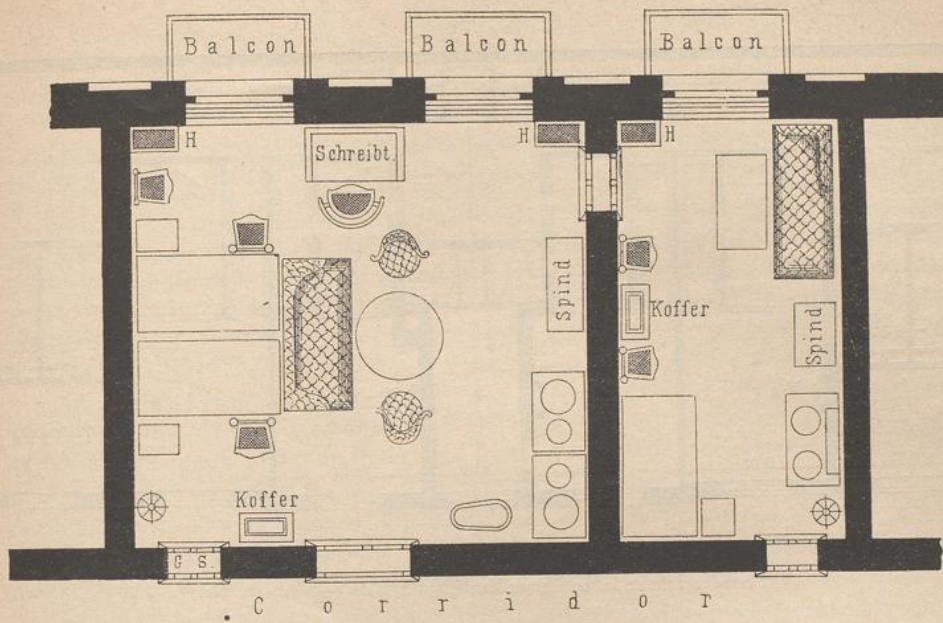 Balcon
Balcon
Balcon
H
Schreibt.
H
H
Spind
Koffer
Spind
Koffer
G S.
Corridor